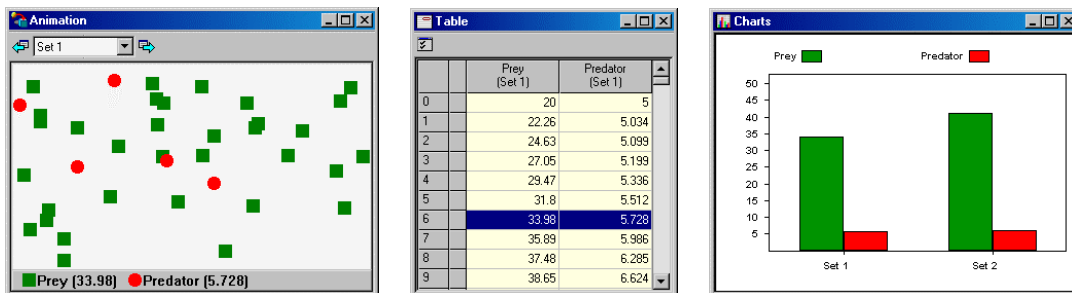 Animation
Set 1
Prey (33.98) Predator (5.728)
Table
Prey (Set 1) Predator (Set 1)
0 20 5
1 22.26 5.034
2 24.63 5.099
3 27.05 5.199
4 29.47 5.336
5 31.8 5.512
6 33.98 5.728
7 35.89 5.986
8 37.48 6.285
9 38.65 6.624
Charts
Prey Predator
50
45
40
35
30
25
20
15
10
5
Set 1 Set 2